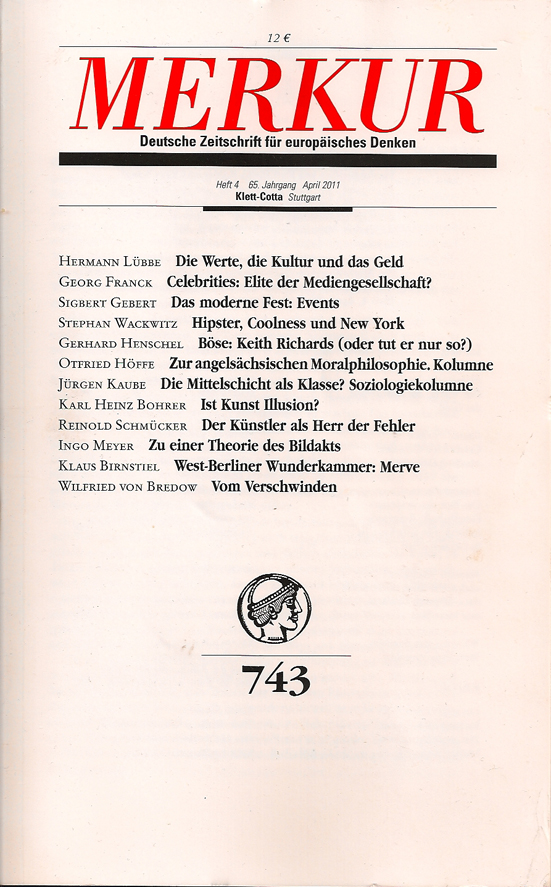 12 €
MERKUR
Deutsche Zeitschrift für europäisches Denken
Heft 4 65. Jahrgang April 2011
Klett-Cotta Stuttgart
Hermann Lübbe Die Werte, die Kultur und das Geld
Georg Franck Celebrities: Elite der Mediengesellschaft?
Sigbert Gebert Das moderne Fest: Events
Stephan Wackwitz Hipster, Coolness und New York
Gerhard Henschel Böse: Keith Richards (oder tut er nur so?)
Otfried Höffe Zur angelsächsischen Moralphilosophie. Kolumne
Jürgen Kaube Die Mittelschicht als Klasse? Soziologiekolumne
Karl Heinz Bohrer Ist Kunst Illusion?
Reinold Schmücker Der Künstler als Herr der Fehler
Ingo Meyer Zu einer Theorie des Bildakts
Klaus Birnstiel West-Berliner Wunderkammer: Merve
Wilfried von Bredow Vom Verschwinden
743